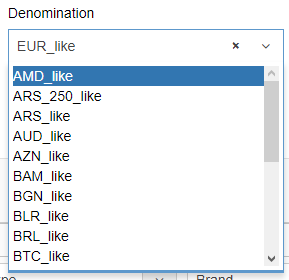 Denomination
EUR_like
AMD_like
ARS_250_like
ARS_like
AUD_like
AZN_like
BAM_like
BGN_like
BLR_like
BRL_like
BTC_like
Brand